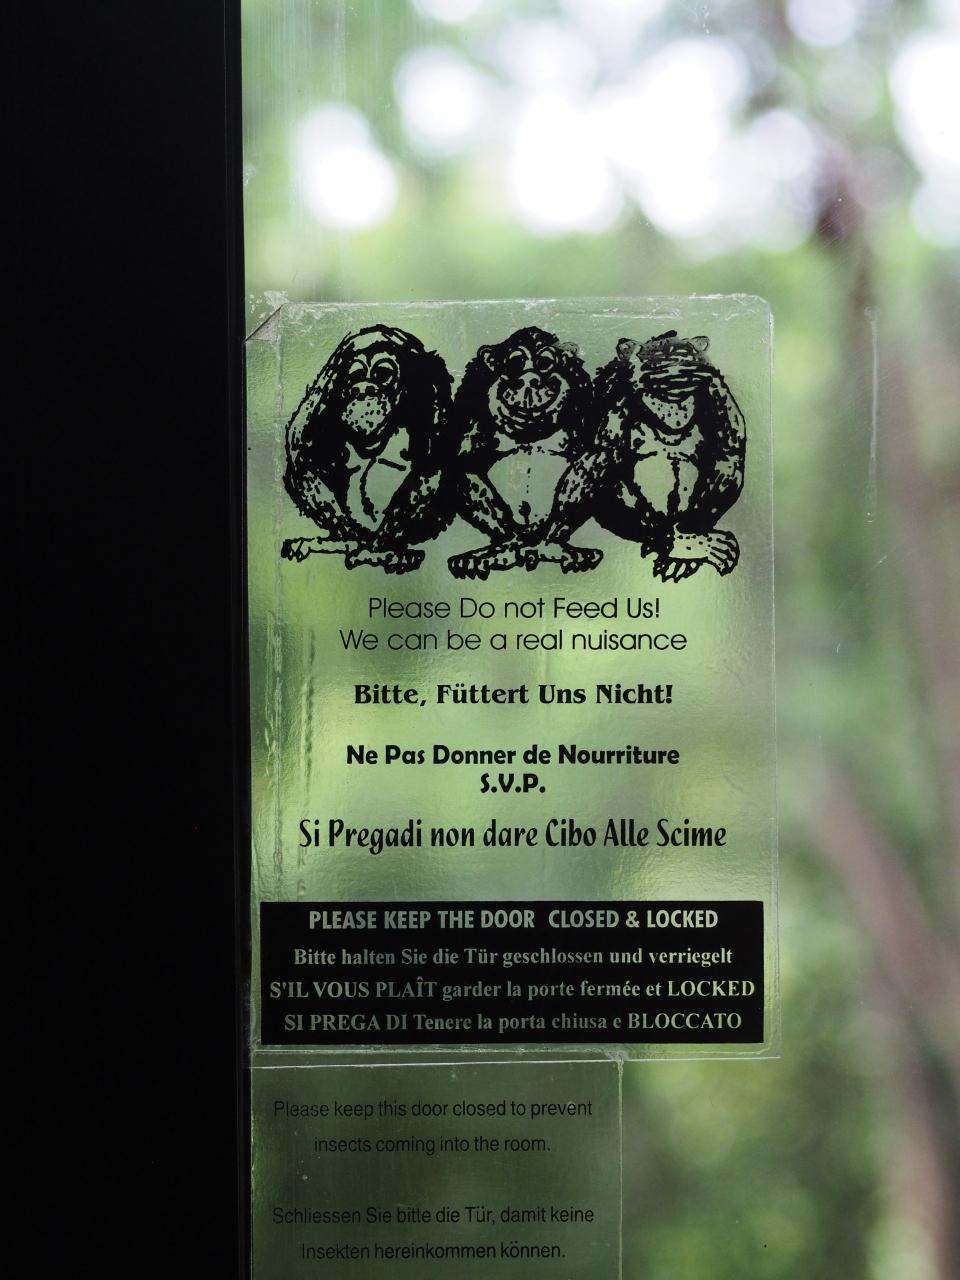 Please Do not Feed Us!
We can be a real nuisance
Bitte, Füttert Uns Nicht!
Ne Pas Donner de Nourriture
S.V.P.
Si Pregadi non dare Cibo Alle Scime
PLEASE KEEP THE DOOR CLOSED & LOCKED
Bitte halten Sie die Tür geschlossen und verriegelt
S'IL VOUS PLAÎT garder la porte fermée et LOCKED
SI PREGA DI Tenere la porta chiusa e BLOCCATO
Please keep this door closed to prevent
insects coming into the room.
Schliessen Sie bitte die Tür, damit keine
Insekten hereinkommen können.